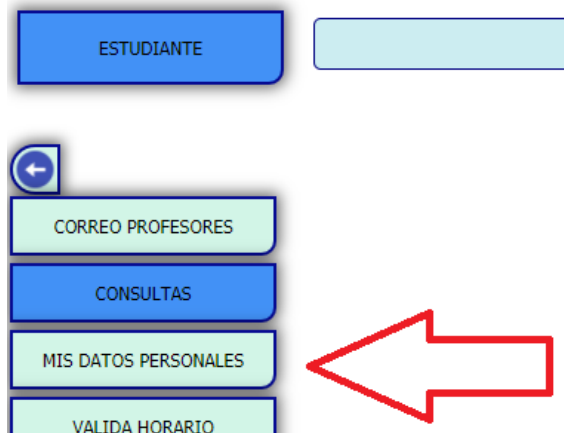 ESTUDIANTE
CORREO PROFESORES
CONSULTAS
MIS DATOS PERSONALES
VALIDA HORARIO